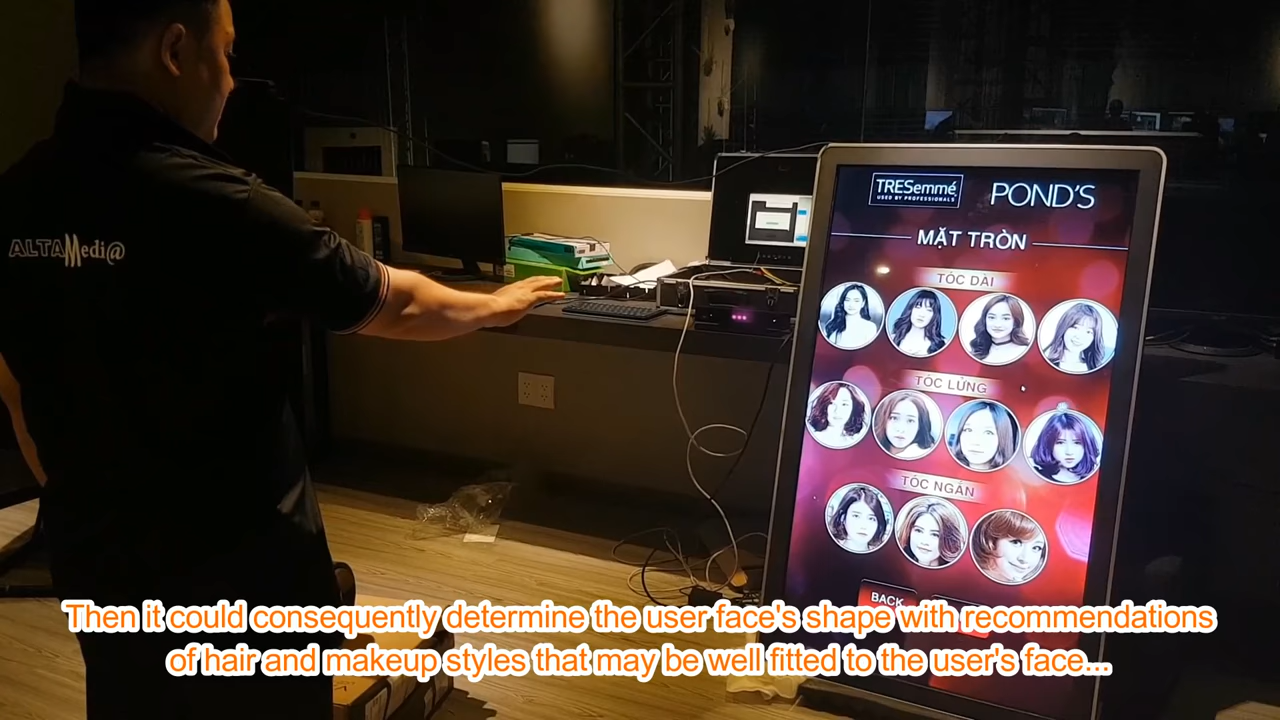 ALTAMedi@
TRESemmé
USED BY PROFESSIONALS
POND'S
MẶT TRÒN
TÓC DÀI
TÓC LỬNG
TÓC NGẮN
BACK
Then it could consequently determine the user face's shape with recommendations
of hair and makeup styles that may be well fitted to the user's face...